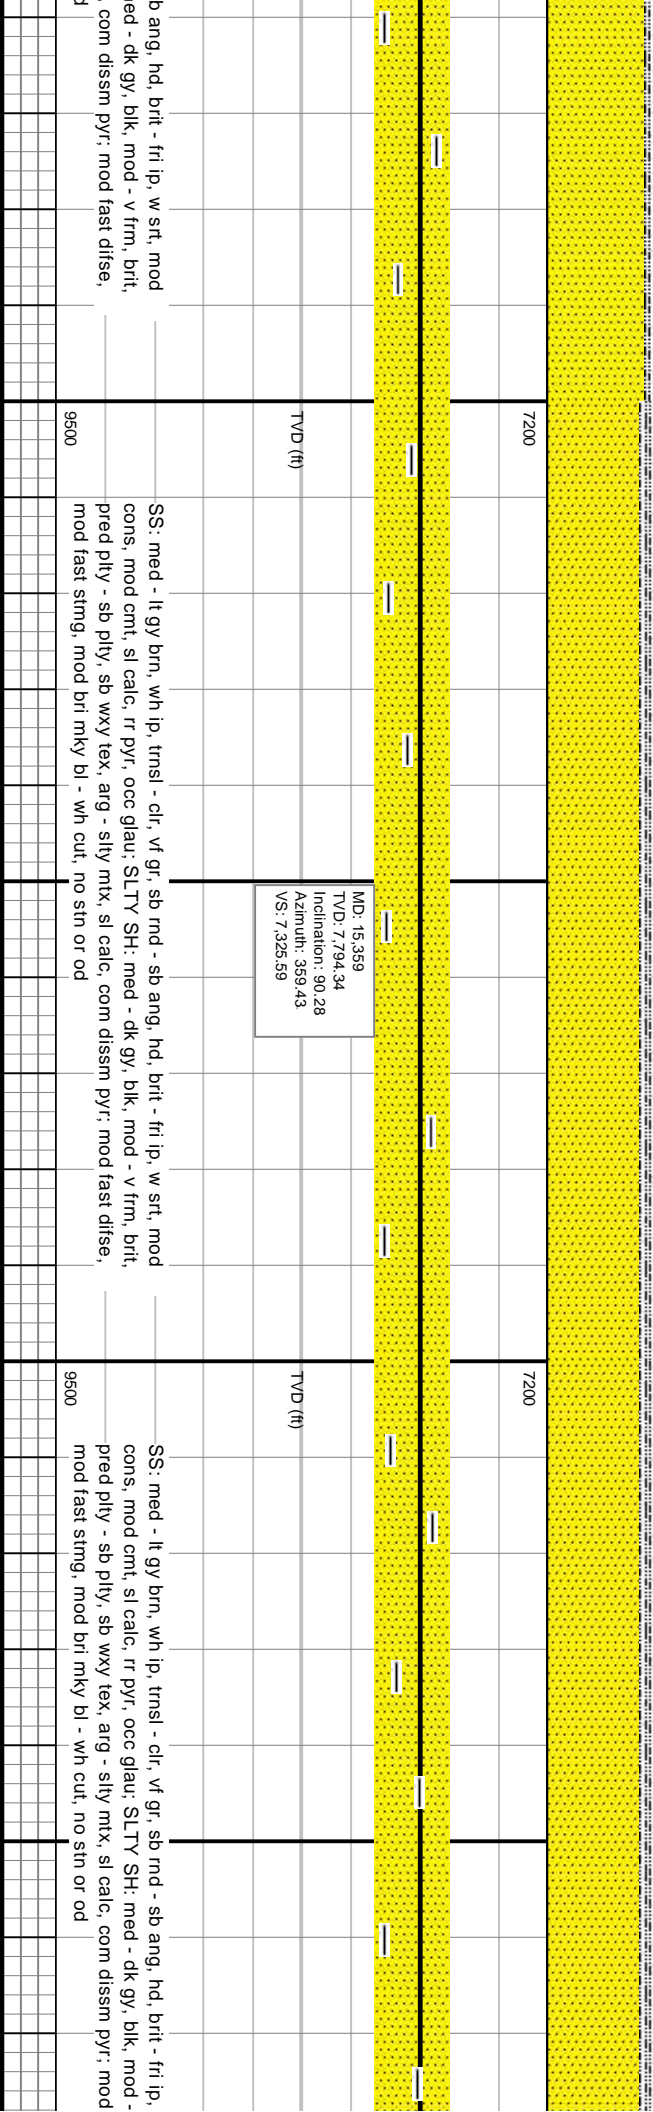 b ang, hd, brit - fri ip, w srt, mod
ed - dk gy, blk, mod - v frm, brit,
, com dissm pyr; mod fast difse,
d
7200
TVD (ft)
9500
SS: med - lt gy brn, wh ip, trnsl - clr, vf gr, sb rnd - sb ang, hd, brit - fri ip, w srt, mod
cons, mod cmt, sl calc, rr pyr, occ glau; SLTY SH: med - dk gy, blk, mod - v frm, brit,
pred plty - sb plty, sb wxy tex, arg - slty mtx, sl calc, com dissm pyr; mod fast difse,
mod fast stmg, mod bri mky bl - wh cut, no stn or od
MD: 15,359
TVD: 7,794.34
Inclination: 90.28
Azimuth: 359.43
VS: 7,325.59
7200
TVD (ft)
9500
SS: med - lt gy brn, wh ip, trnsl - clr, vf gr, sb rnd - sb ang, hd, brit - fri ip,
cons, mod cmt, sl calc, rr pyr, occ glau; SLTY SH: med - dk gy, blk, mod -
pred plty - sb plty, sb wxy tex, arg - slty mtx, sl calc, com dissm pyr; mod
mod fast stmg, mod bri mky bl - wh cut, no stn or od